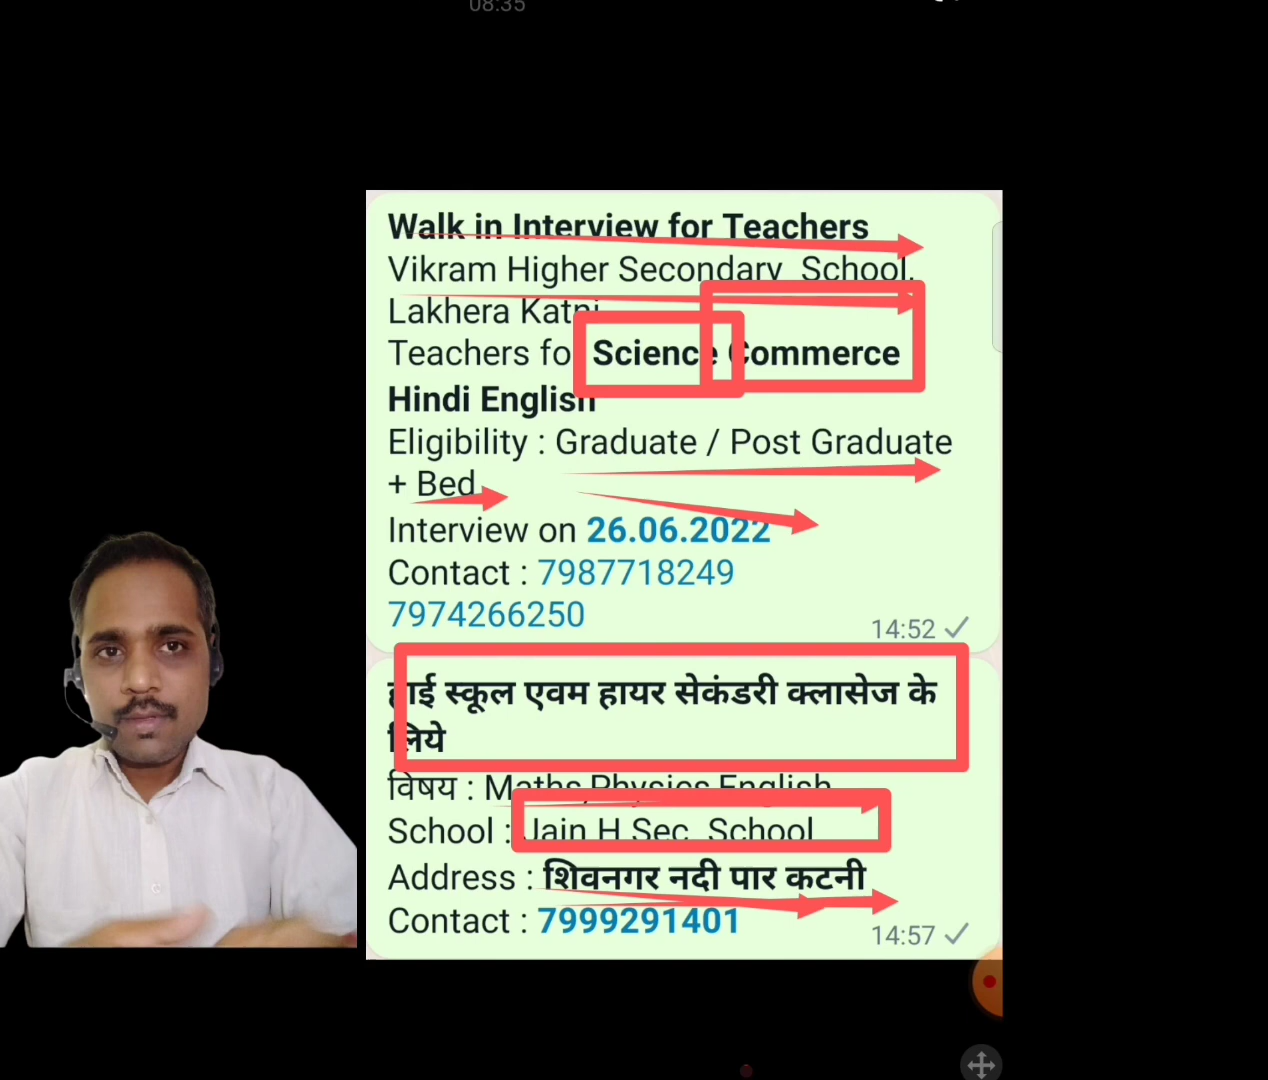 08:35
Walk in Interview for Teachers
Vikram Higher Secondary School,
Lakhera Katni
Teachers for Science Commerce
Hindi English
Eligibility : Graduate / Post Graduate
+ Bed
Interview on 26.06.2022
Contact : 7987718249
7974266250
14:52
हाई स्कूल एवम हायर सेकंडरी क्लासेज के
लिये
विषय : Maths,Physics,English
School : Jain H.Sec. School
Address : शिवनगर नदी पार कटनी
Contact : 7999291401
14:57